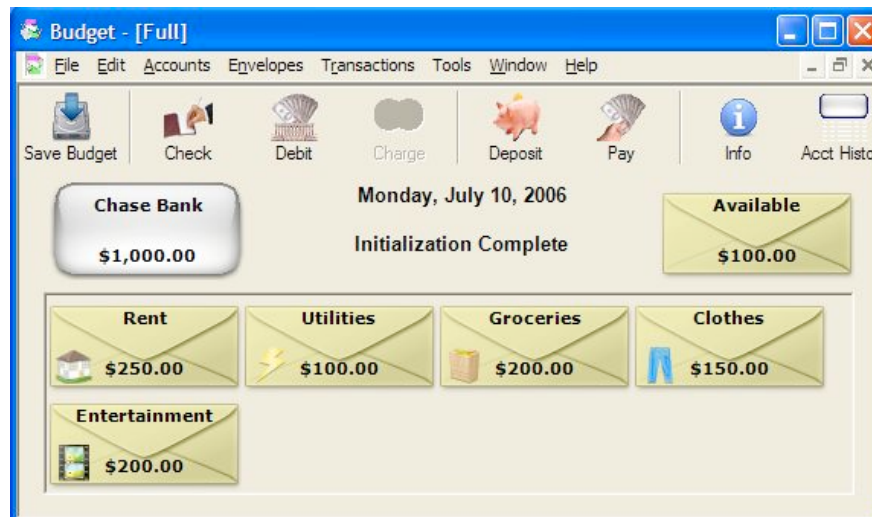 Budget - [Full]
File Edit Accounts Envelopes Transactions Tools Window Help
Save Budget Check Debit Charge Deposit Pay Info Acct Histo
Chase Bank
$1,000.00
Monday, July 10, 2006
Initialization Complete
Available
$100.00
Rent
$250.00
Utilities
$100.00
Groceries
$200.00
Clothes
$150.00
Entertainment
$200.00